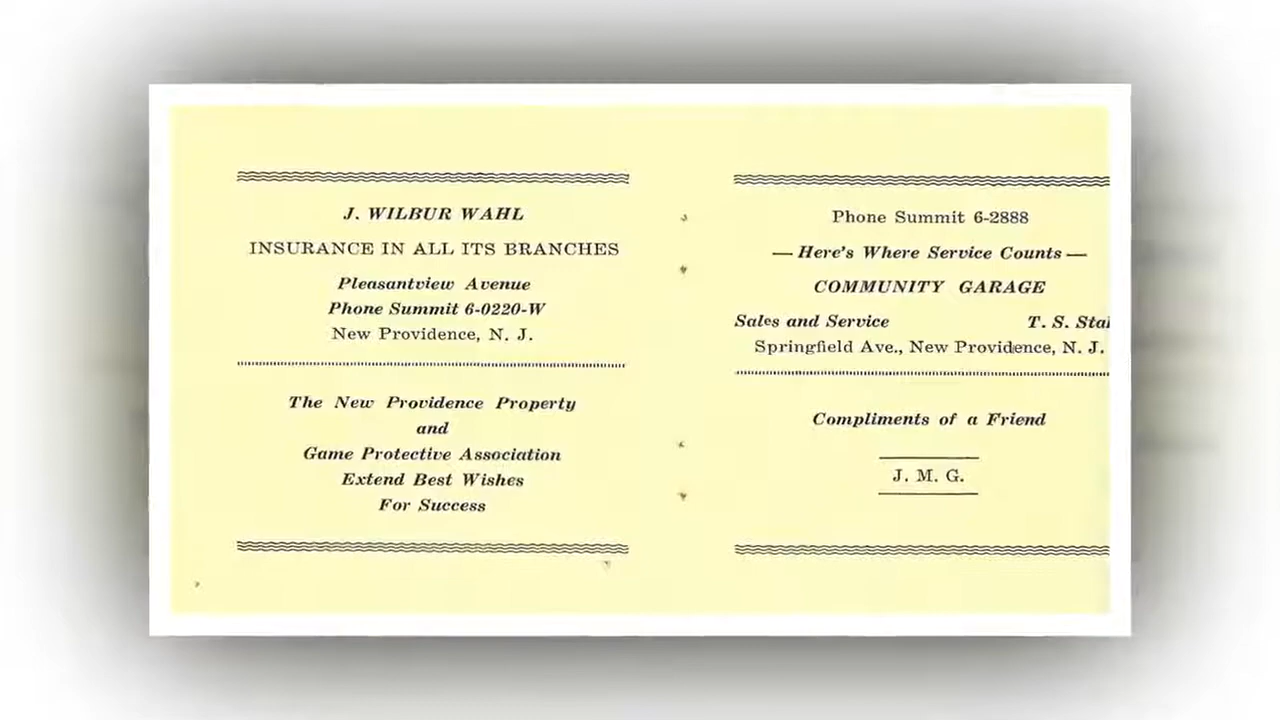 J. WILBUR WAHL
INSURANCE IN ALL ITS BRANCHES
Pleasantview Avenue
Phone Summit 6-0220-W
New Providence, N. J.
The New Providence Property
and
Game Protective Association
Extend Best Wishes
For Success
Phone Summit 6-2888
— Here's Where Service Counts —
COMMUNITY GARAGE
Sales and Service T. S.
Springfield Ave., New Providence, N. J.
Compliments of a Friend
J. M. G.